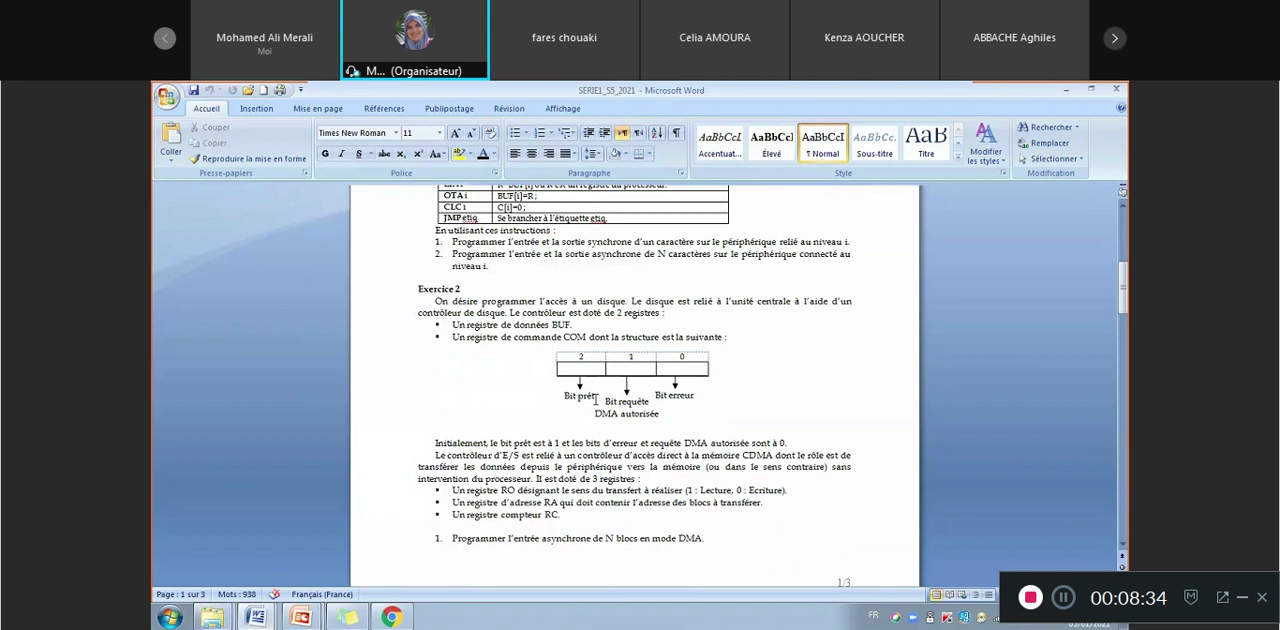 Mohamed Ali Merali
Moi
M... (Organisateur)
fares chouaki
Celia AMOURA
Kenza AOUCHER
ABBACHE Aghiles
SERIE1_S5_2021 - Microsoft Word
Accueil Insertion Mise en page Références Publipostage Révision Affichage
Coller
Couper
Copier
Reproduire la mise en forme
Presse-papiers
Times New Roman 11
Police
Paragraphe
AaBbCcI AaBbCcI AaBbCcI AaBbCc. AaB
Accentuat... Élevé ¶ Normal Sous-titre Titre
Modifier les styles
Style
Rechercher
Remplacer
Sélectionner
Modification
OTA i BUF[i]=R;
CLC i C[i]=0;
JMP etiq Se brancher à l'étiquette etiq.
En utilisant ces instructions :
1. Programmer l'entrée et la sortie synchrone d'un caractère sur le périphérique relié au niveau i.
2. Programmer l'entrée et la sortie asynchrone de N caractères sur le périphérique connecté au
niveau i.
Exercice 2
On désire programmer l'accès à un disque. Le disque est relié à l'unité centrale à l'aide d'un
contrôleur de disque. Le contrôleur est doté de 2 registres :
• Un registre de données BUF.
• Un registre de commande COM dont la structure est la suivante :
2 1 0
Bit prêt Bit requête Bit erreur
DMA autorisée
Initialement, le bit prêt est à 1 et les bits d'erreur et requête DMA autorisée sont à 0.
Le contrôleur d'E/S est relié à un contrôleur d'accès direct à la mémoire CDMA dont le rôle est de
transférer les données depuis le périphérique vers la mémoire (ou dans le sens contraire) sans
intervention du processeur. Il est doté de 3 registres :
• Un registre RO désignant le sens du transfert à réaliser (1 : Lecture, 0 : Ecriture).
• Un registre d'adresse RA qui doit contenir l'adresse des blocs à transférer.
• Un registre compteur RC.
1. Programmer l'entrée asynchrone de N blocs en mode DMA.
1/3
Page : 1 sur 3 Mots : 938 Français (France)
FR
00:08:34